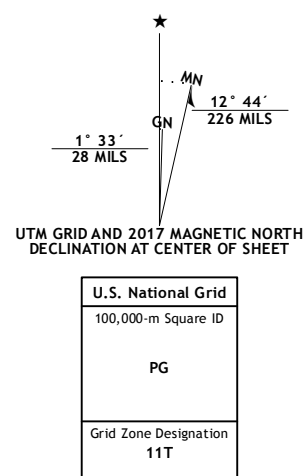 ★
MN
GN
12° 44´
226 MILS
1° 33´
28 MILS
UTM GRID AND 2017 MAGNETIC NORTH
DECLINATION AT CENTER OF SHEET
U.S. National Grid
100,000-m Square ID
PG
Grid Zone Designation
11T